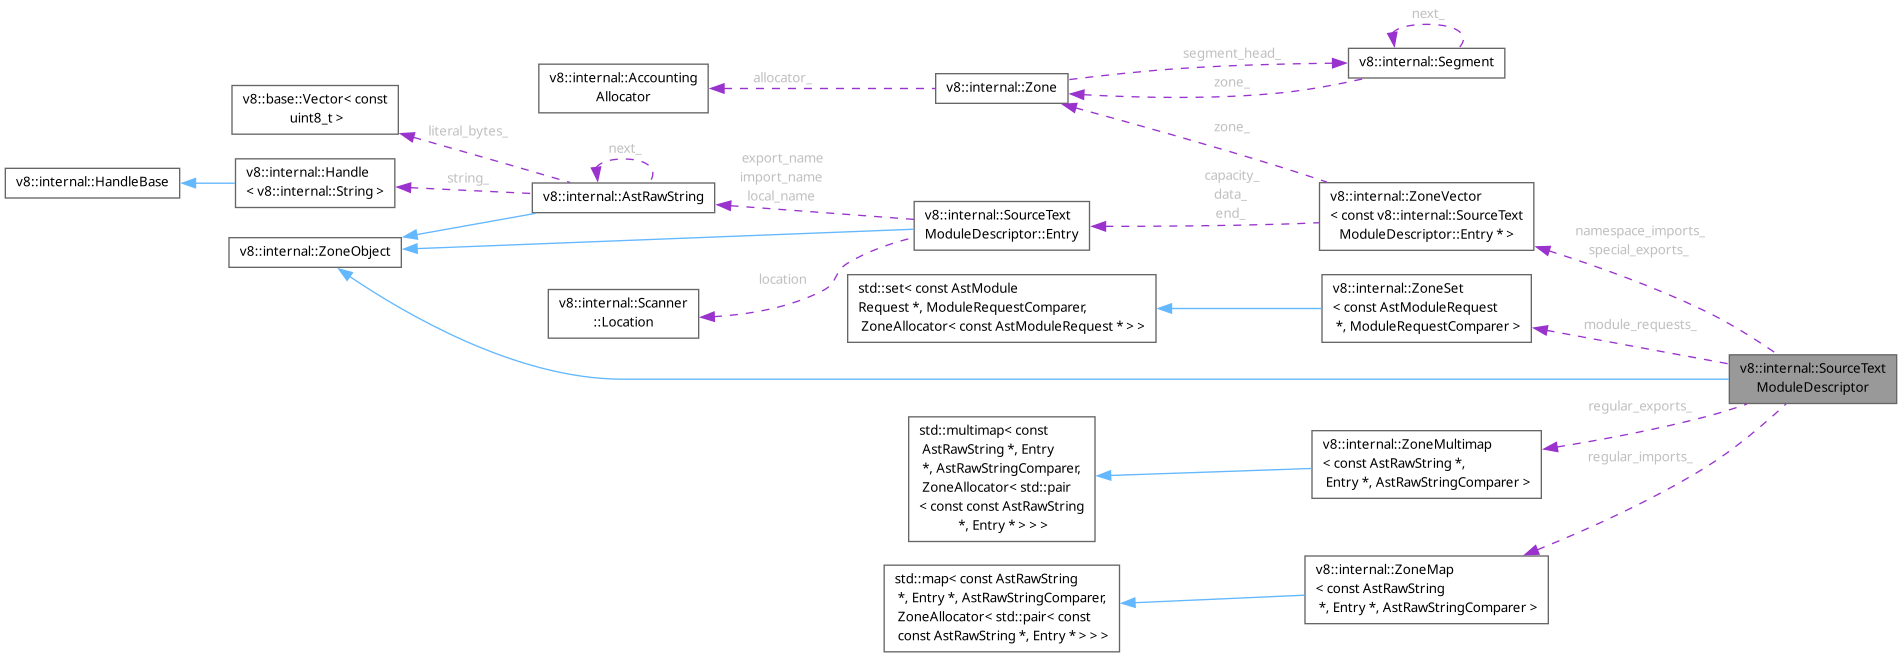 next_
v8::internal::Segment
segment_head_
zone_
v8::internal::Accounting
Allocator
allocator_
v8::internal::Zone
v8::base::Vector< const
uint8_t >
literal_bytes_
zone_
v8::internal::HandleBase
v8::internal::Handle
< v8::internal::String >
string_
next_
v8::internal::AstRawString
export_name
import_name
local_name
v8::internal::SourceText
ModuleDescriptor::Entry
capacity_
data_
end_
v8::internal::ZoneVector
< const v8::internal::SourceText
ModuleDescriptor::Entry * >
namespace_imports_
special_exports_
v8::internal::ZoneObject
location
v8::internal::Scanner
::Location
std::set< const AstModule
Request *, ModuleRequestComparer,
ZoneAllocator< const AstModuleRequest * > >
v8::internal::ZoneSet
< const AstModuleRequest
*, ModuleRequestComparer >
module_requests_
v8::internal::SourceText
ModuleDescriptor
regular_exports_
regular_imports_
std::multimap< const
AstRawString *, Entry
*, AstRawStringComparer,
ZoneAllocator< std::pair
< const const AstRawString
*, Entry * > > >
v8::internal::ZoneMultimap
< const AstRawString *,
Entry *, AstRawStringComparer >
std::map< const AstRawString
*, Entry *, AstRawStringComparer,
ZoneAllocator< std::pair< const
const AstRawString *, Entry * > > >
v8::internal::ZoneMap
< const AstRawString
*, Entry *, AstRawStringComparer >